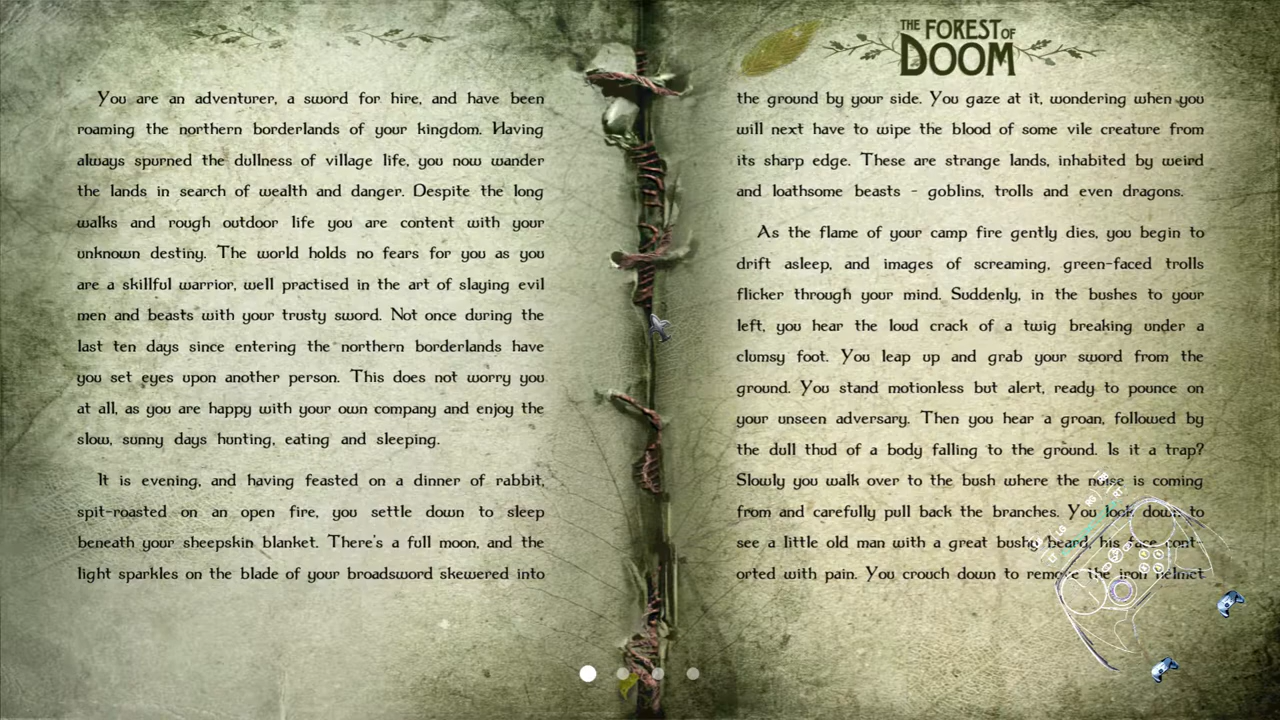 You are an adventurer, a sword for hire, and have been
roaming the northern borderlands of your kingdom. Having
always spurned the dullness of village life, you now wander
the lands in search of wealth and danger. Despite the long
walks and rough outdoor life you are content with your
unknown destiny. The world holds no fears for you as you
are a skillful warrior, well practised in the art of slaying evil
men and beasts with your trusty sword. Not once during the
last ten days since entering the northern borderlands have
you set eyes upon another person. This does not worry you
at all, as you are happy with your own company and enjoy the
slow, sunny days hunting, eating and sleeping.
It is evening, and having feasted on a dinner of rabbit,
spit-roasted on an open fire, you settle down to sleep
beneath your sheepskin blanket. There's a full moon, and the
light sparkles on the blade of your broadsword skewered into
THE FOREST OF
DOOM
the ground by your side. You gaze at it, wondering when you
will next have to wipe the blood of some vile creature from
its sharp edge. These are strange lands, inhabited by weird
and loathsome beasts - goblins, trolls and even dragons.
As the flame of your camp fire gently dies, you begin to
drift asleep, and images of screaming, green-faced trolls
flicker through your mind. Suddenly, in the bushes to your
left, you hear the loud crack of a twig breaking under a
clumsy foot. You leap up and grab your sword from the
ground. You stand motionless but alert, ready to pounce on
your unseen adversary. Then you hear a groan, followed by
the dull thud of a body falling to the ground. Is it a trap?
Slowly you walk over to the bush where the noise is coming
from and carefully pull back the branches. You look down to
see a little old man with a great bushy beard, his face cont-
orted with pain. You crouch down to remove the iron helmet